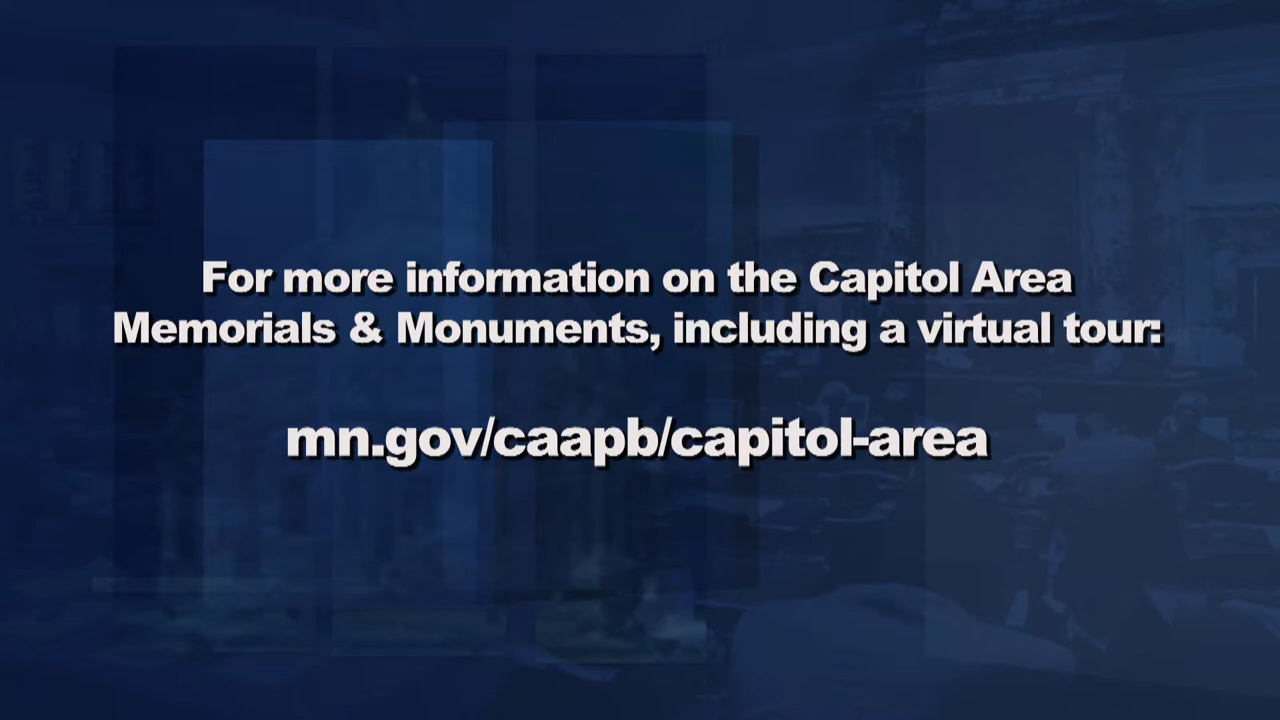 For more information on the Capitol Area
Memorials & Monuments, including a virtual tour:
mn.gov/caapb/capitol-area